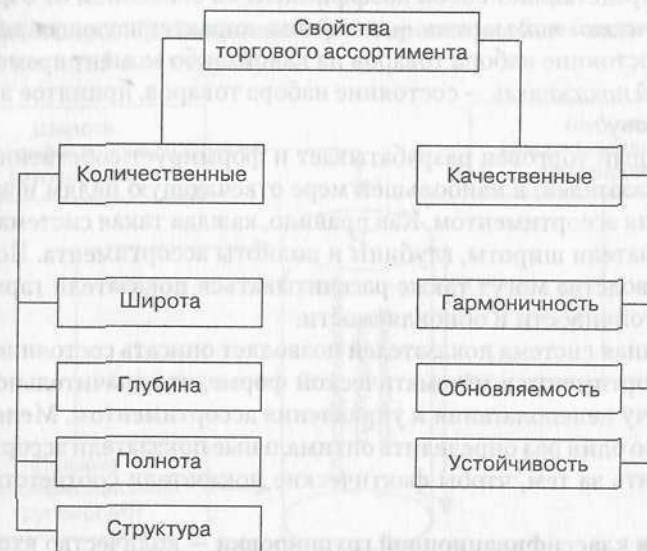 Свойства
торгового ассортимента
Количественные
Качественные
Широта
Гармоничность
Глубина
Обновляемость
Полнота
Устойчивость
Структура